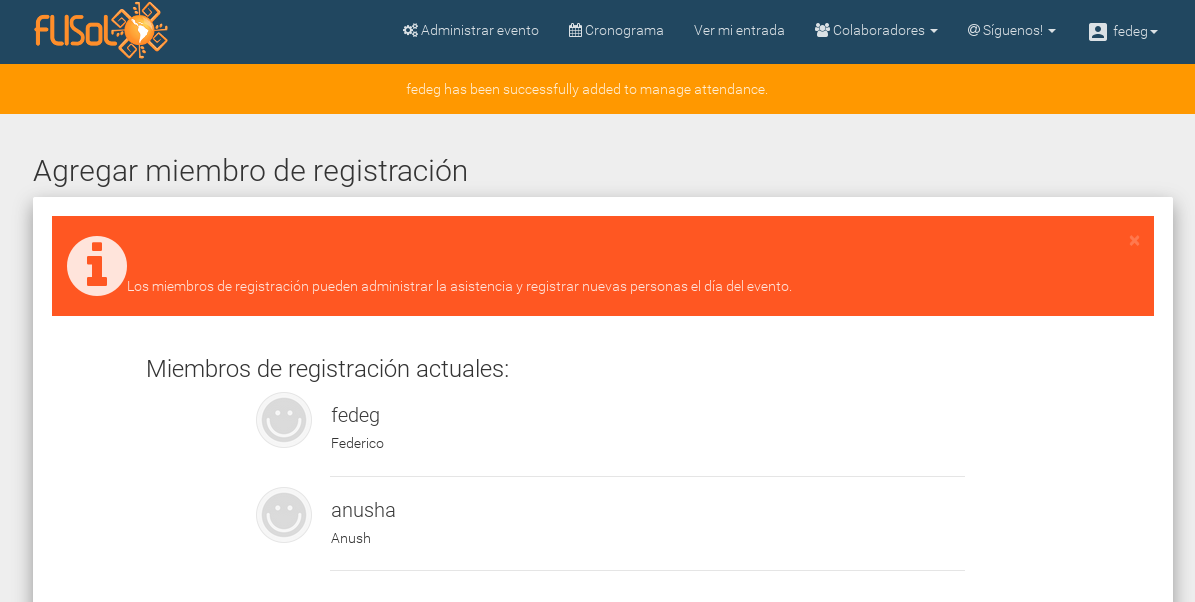 FLISoL
Administrar evento
Cronograma
Ver mi entrada
Colaboradores
Síguenos!
fedeg
fedeg has been successfully added to manage attendance.
Agregar miembro de registración
×
Los miembros de registración pueden administrar la asistencia y registrar nuevas personas el día del evento.
Miembros de registración actuales:
fedeg
Federico
anusha
Anush